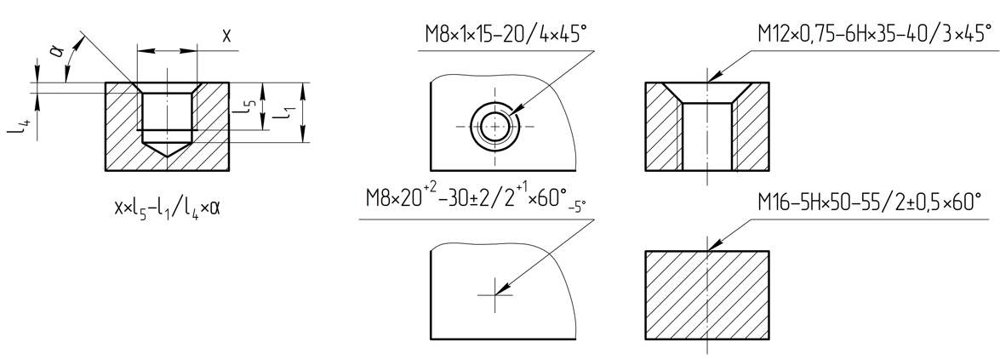 x
α
l₄
l₅
l₁
x×l₅–l₁/l₄×α
M8×1×15–20/4×45°
M12×0,75–6H×35–40/3×45°
M8×20⁺²–30±2/2⁺¹×60°₋₅°
M16–5H×50–55/2±0,5×60°